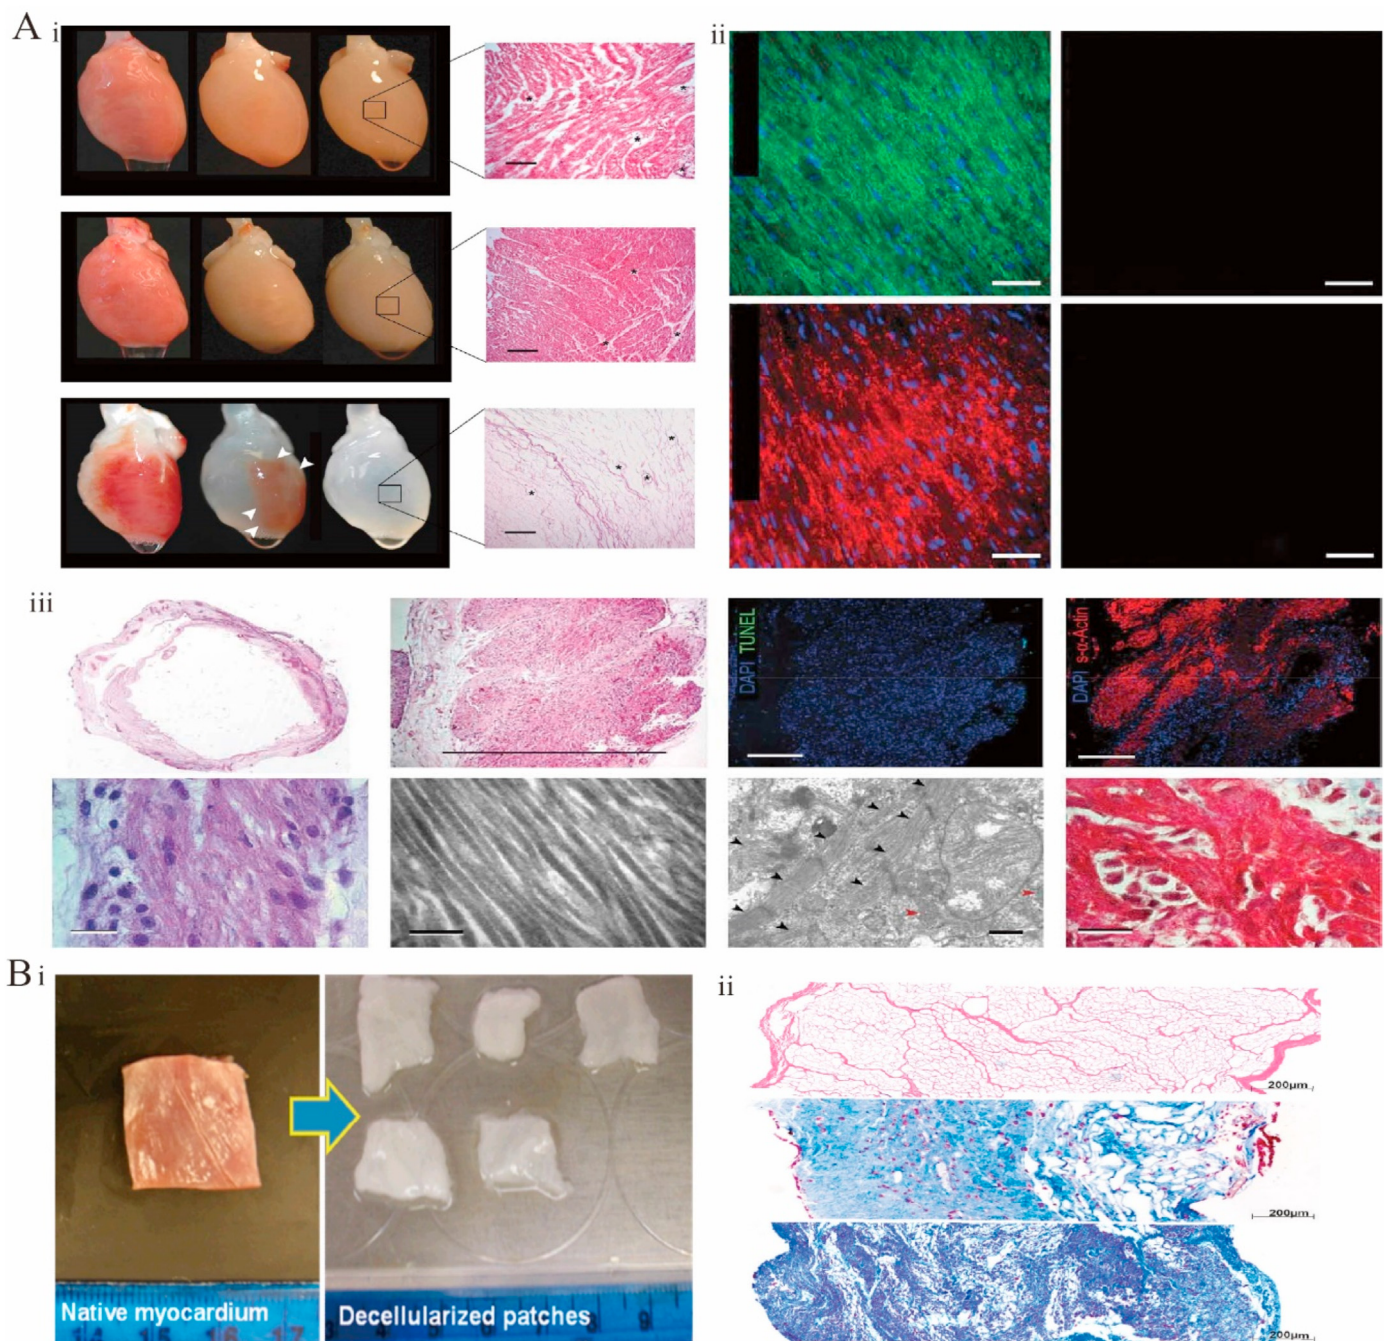 A i
ii
iii
DAPI TUNEL
DAPI s-α-Actin
B i
ii
Native myocardium
Decellularized patches
200μm
200μm
200μm